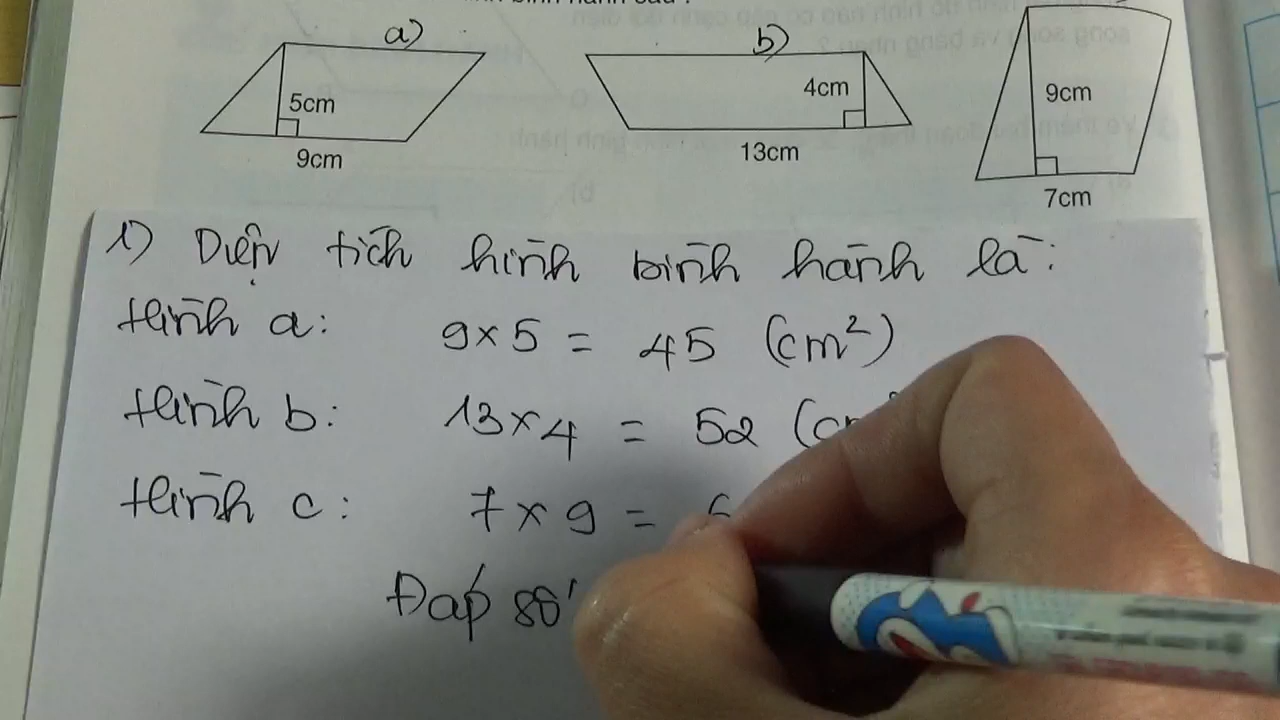 a)
b)
5cm
4cm
9cm
9cm
13cm
7cm
1) Diện tích hình bình hành là:
Hình a: 9 x 5 = 45 (cm²)
Hình b: 13 x 4 = 52
Hình c: 7 x 9 =
Đáp số